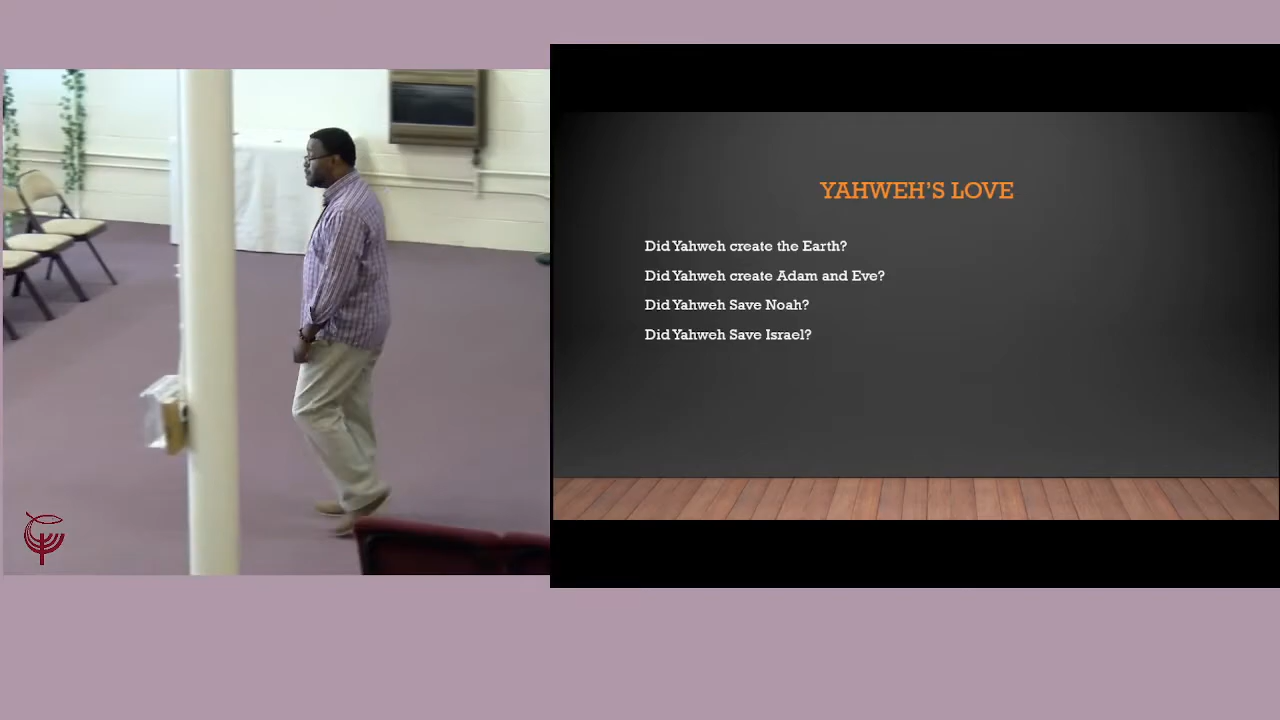 YAHWEH'S LOVE
Did Yahweh create the Earth?
Did Yahweh create Adam and Eve?
Did Yahweh Save Noah?
Did Yahweh Save Israel?